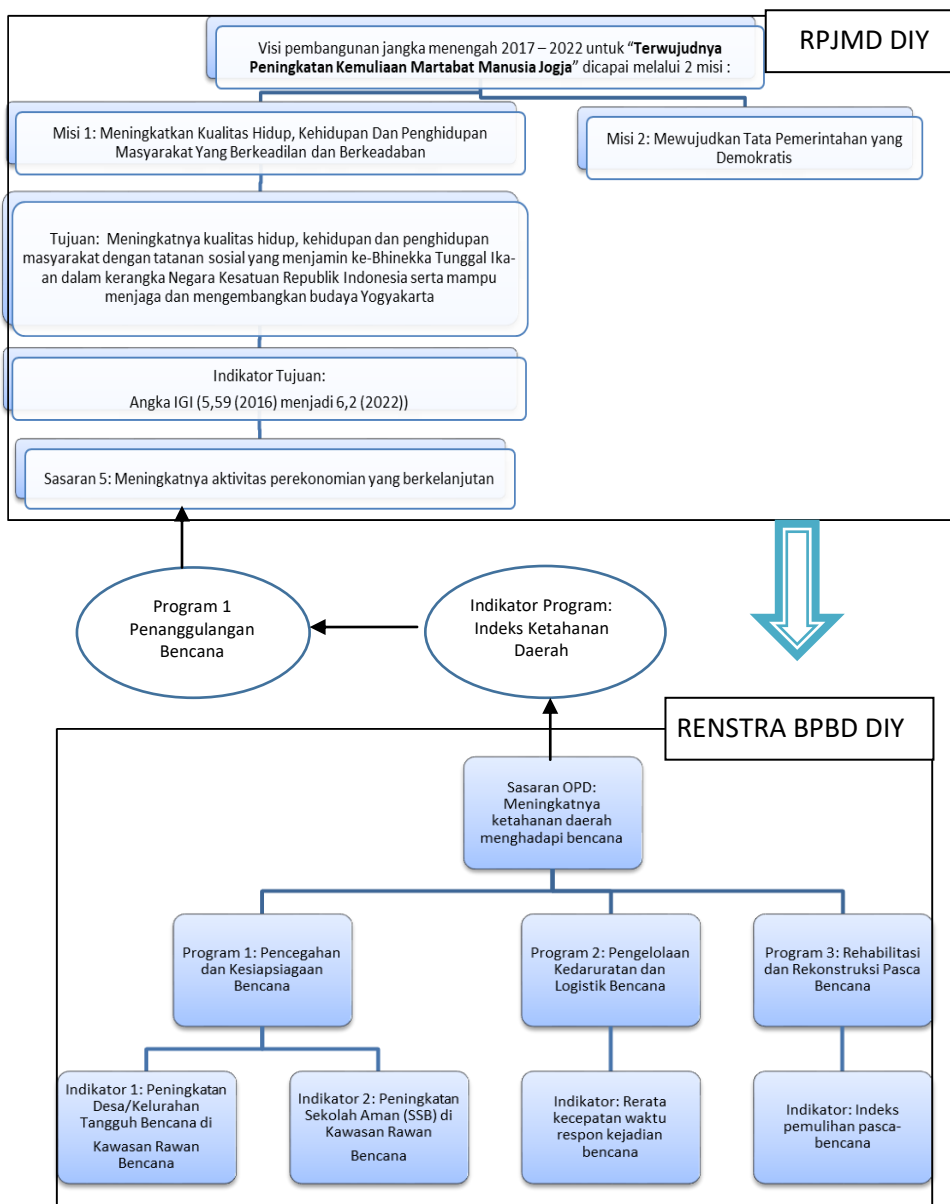 RPJMD DIY
Visi pembangunan jangka menengah 2017 – 2022 untuk “Terwujudnya
Peningkatan Kemuliaan Martabat Manusia Jogja” dicapai melalui 2 misi :
Misi 1: Meningkatkan Kualitas Hidup, Kehidupan Dan Penghidupan
Masyarakat Yang Berkeadilan dan Berkeadaban
Misi 2: Mewujudkan Tata Pemerintahan yang
Demokratis
Tujuan: Meningkatnya kualitas hidup, kehidupan dan penghidupan
masyarakat dengan tatanan sosial yang menjamin ke-Bhinekka Tunggal Ika-
an dalam kerangka Negara Kesatuan Republik Indonesia serta mampu
menjaga dan mengembangkan budaya Yogyakarta
Indikator Tujuan:
Angka IGI (5,59 (2016) menjadi 6,2 (2022))
Sasaran 5: Meningkatnya aktivitas perekonomian yang berkelanjutan
Program 1
Penanggulangan
Bencana
Indikator Program:
Indeks Ketahanan
Daerah
RENSTRA BPBD DIY
Sasaran OPD:
Meningkatnya
ketahanan daerah
menghadapi bencana
Program 1: Pencegahan
dan Kesiapsiagaan
Bencana
Program 2: Pengelolaan
Kedaruratan dan
Logistik Bencana
Program 3: Rehabilitasi
dan Rekonstruksi Pasca
Bencana
Indikator 1: Peningkatan
Desa/Kelurahan
Tangguh Bencana di
Kawasan Rawan
Bencana
Indikator 2: Peningkatan
Sekolah Aman (SSB) di
Kawasan Rawan
Bencana
Indikator: Rerata
kecepatan waktu
respon kejadian
bencana
Indikator: Indeks
pemulihan pasca-
bencana